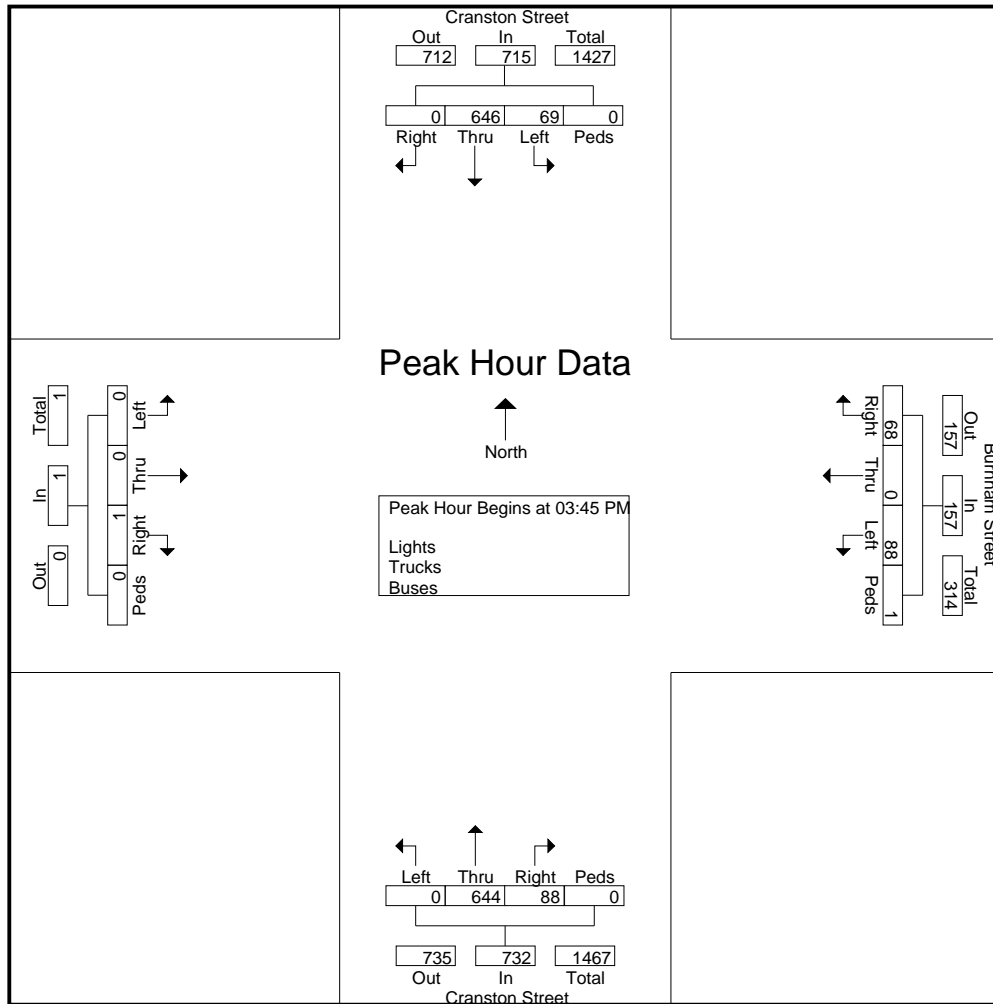 Cranston Street
Out In Total
712 715 1427
0 646 69 0
Right Thru Left Peds
Peak Hour Data
North
Peak Hour Begins at 03:45 PM
Lights
Trucks
Buses
Total In Out
1 1 0
0 0 1 0
Left Thru Right Peds
Right Thru Left Peds
68 0 88 1
Out In Total
157 157 314
Burnham Street
Left Thru Right Peds
0 644 88 0
735 732 1467
Out In Total
Cranston Street